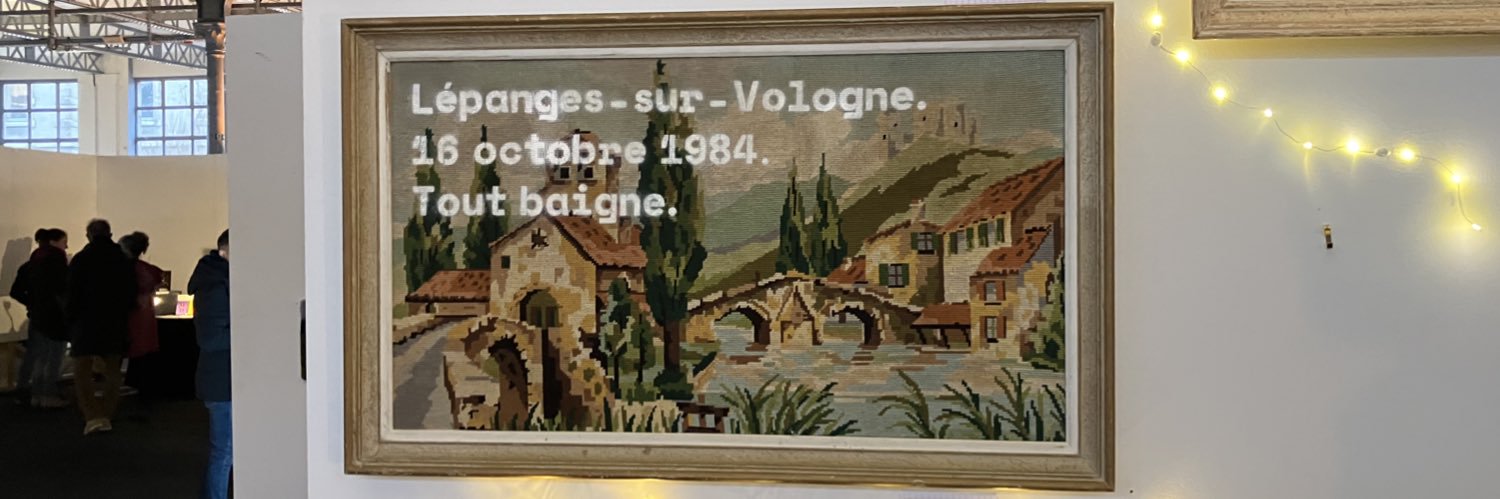 Lépanges-sur-Vologne.
16 octobre 1984.
Tout baigne.